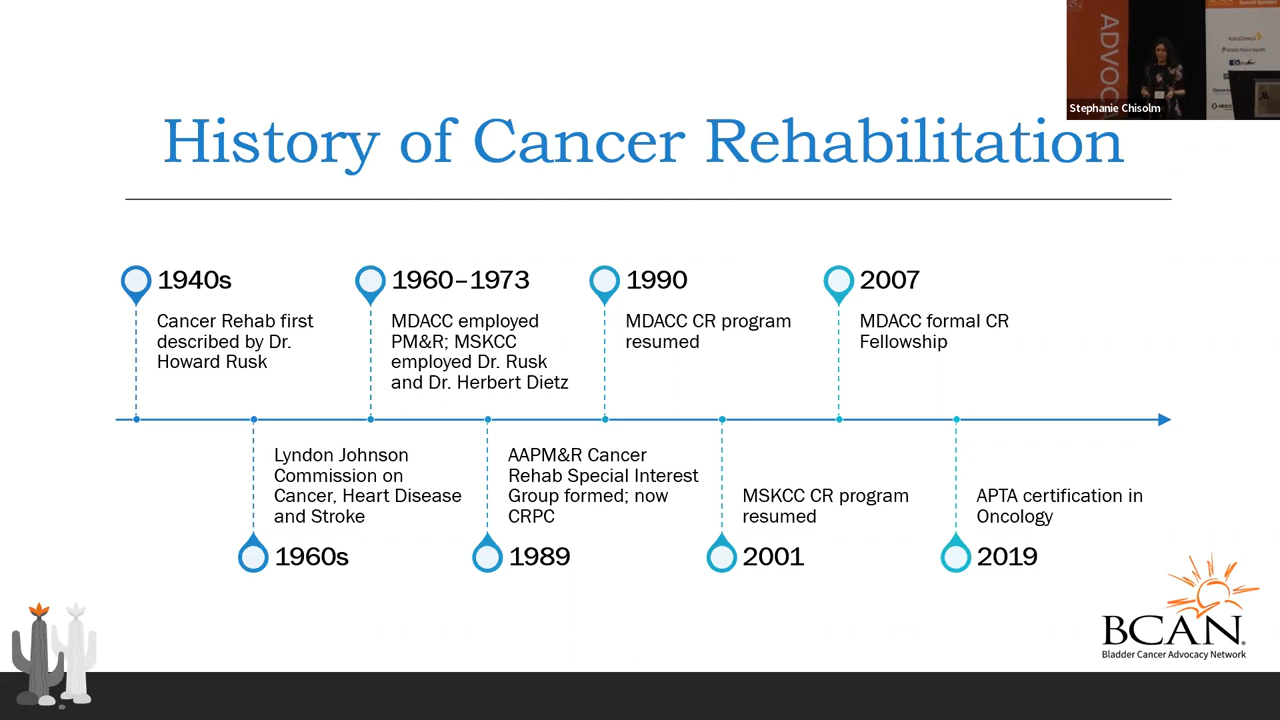 ADVOC
BCAN
AstraZeneca
Stephanie Chisolm
History of Cancer Rehabilitation
1940s
Cancer Rehab first
described by Dr.
Howard Rusk
1960–1973
MDACC employed
PM&R; MSKCC
employed Dr. Rusk
and Dr. Herbert Dietz
1990
MDACC CR program
resumed
2007
MDACC formal CR
Fellowship
Lyndon Johnson
Commission on
Cancer, Heart Disease
and Stroke
1960s
AAPM&R Cancer
Rehab Special Interest
Group formed; now
CRPC
1989
MSKCC CR program
resumed
2001
APTA certification in
Oncology
2019
BCAN
Bladder Cancer Advocacy Network